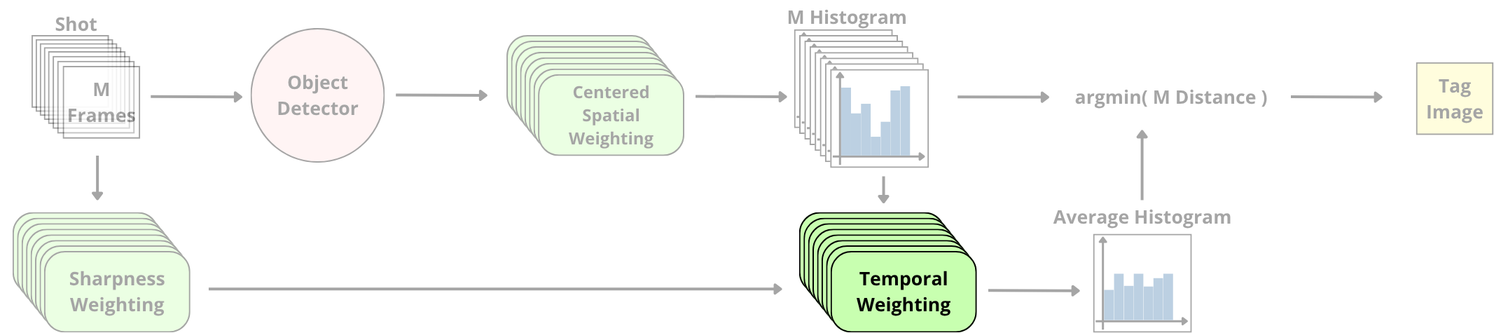 Shot
M
Frames
Object
Detector
Centered
Spatial
Weighting
M Histogram
argmin( M Distance )
Tag
Image
Sharpness
Weighting
Temporal
Weighting
Average Histogram